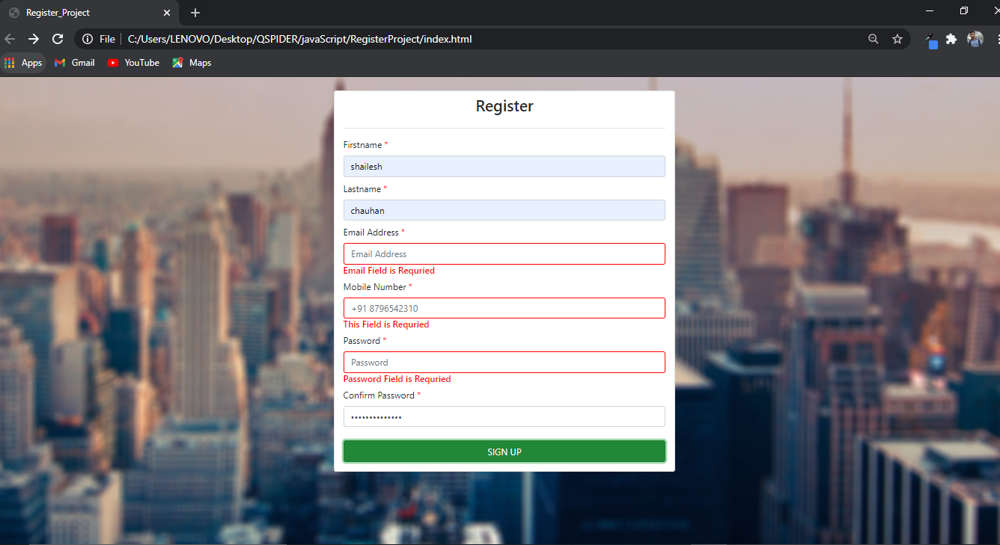 Register_Project
File C:/Users/LENOVO/Desktop/QSPIDER/javaScript/RegisterProject/index.html
Apps Gmail YouTube Maps
Register
Firstname *
shailesh
Lastname *
chauhan
Email Address *
Email Address
Email Field is Requried
Mobile Number *
+91 8796542310
This Field is Requried
Password *
Password
Password Field is Requried
Confirm Password *
••••••••••••••
SIGN UP